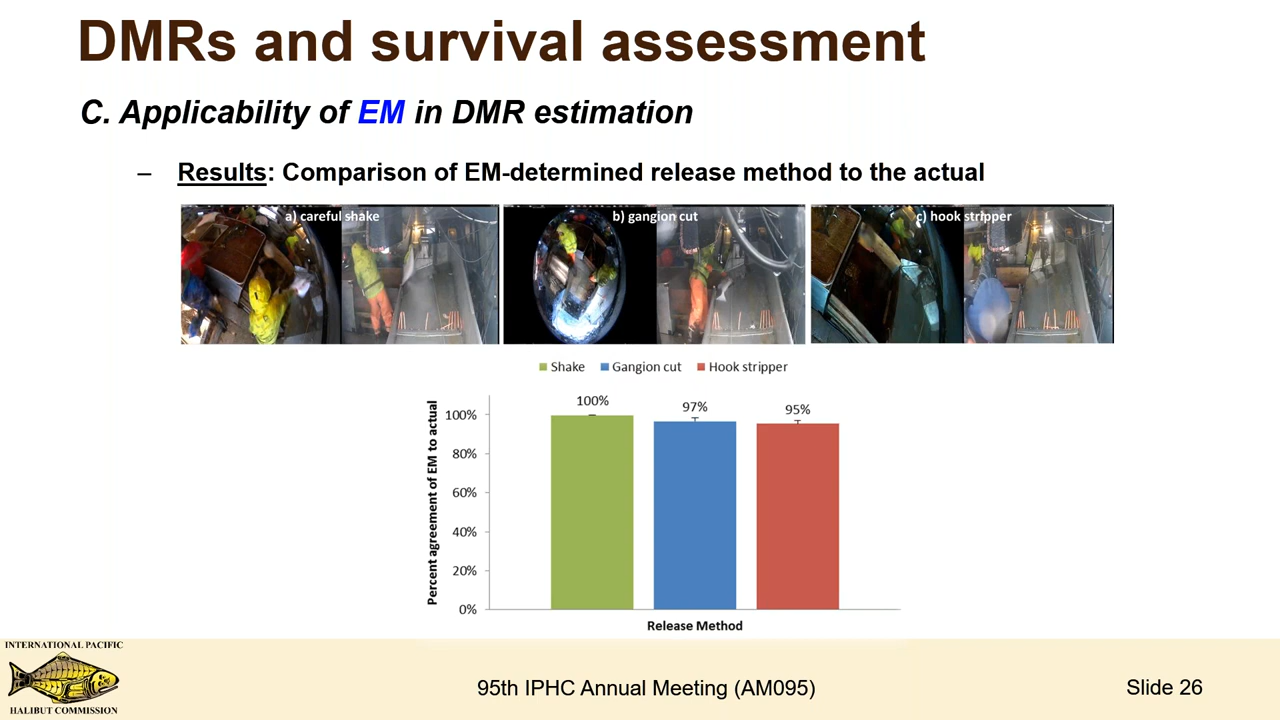 DMRs and survival assessment
C. Applicability of EM in DMR estimation
– Results: Comparison of EM-determined release method to the actual
a) careful shake
b) gangion cut
c) hook stripper
Shake Gangion cut Hook stripper
Percent agreement of EM to actual
100%
80%
60%
40%
20%
0%
100%
97%
95%
Release Method
INTERNATIONAL PACIFIC
HALIBUT COMMISSION
95th IPHC Annual Meeting (AM095)
Slide 26